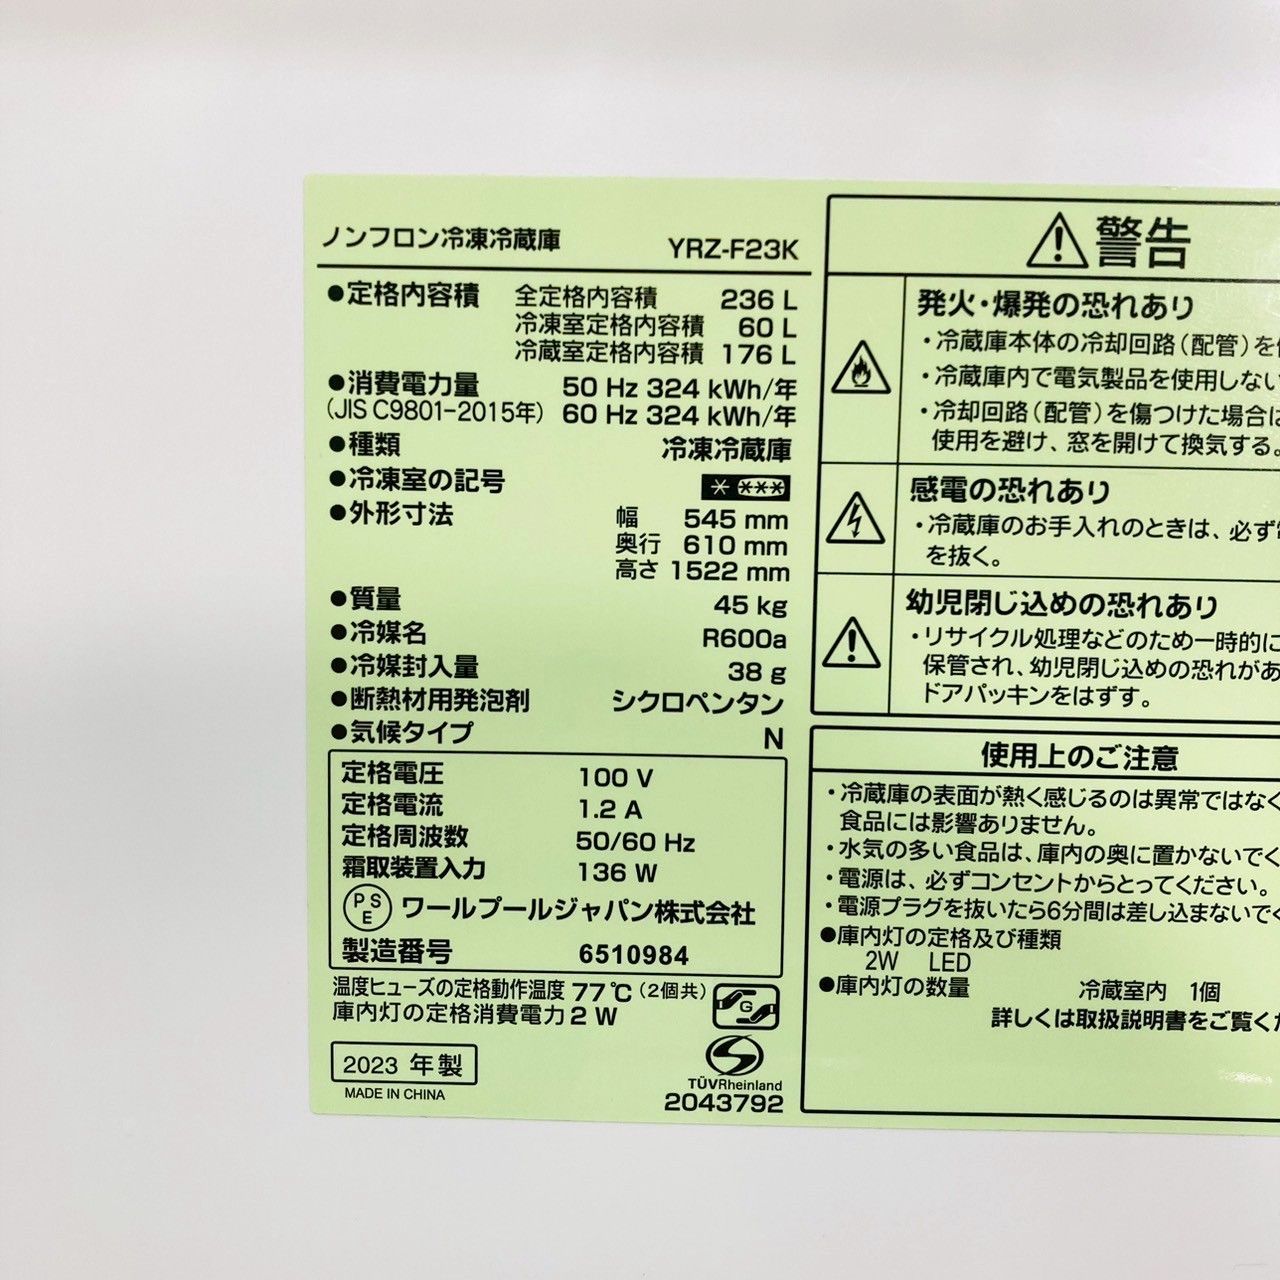 ノンフロン冷凍冷蔵庫 YRZ-F23K
●定格内容積 全定格内容積 236 L
冷凍室定格内容積 60 L
冷蔵室定格内容積 176 L
●消費電力量 50 Hz 324 kWh/年
(JIS C9801-2015年) 60 Hz 324 kWh/年
●種類 冷凍冷蔵庫
●冷凍室の記号 * ***
●外形寸法 幅 545 mm
奥行 610 mm
高さ 1522 mm
●質量 45 kg
●冷媒名 R600a
●冷媒封入量 38 g
●断熱材用発泡剤 シクロペンタン
●気候タイプ N
定格電圧 100 V
定格電流 1.2 A
定格周波数 50/60 Hz
霜取装置入力 136 W
PSE ワールプールジャパン株式会社
製造番号 6510984
温度ヒューズの定格動作温度 77℃(2個共)
庫内灯の定格消費電力 2 W
G
2023 年製
MADE IN CHINA
TÜVRheinland
2043792
警告
発火・爆発の恐れあり
・冷蔵庫本体の冷却回路(配管)を
・冷蔵庫内で電気製品を使用しない
・冷却回路(配管)を傷つけた場合は
使用を避け、窓を開けて換気する。
感電の恐れあり
・冷蔵庫のお手入れのときは、必ず
を抜く。
幼児閉じ込めの恐れあり
・リサイクル処理などのため一時的に
保管され、幼児閉じ込めの恐れがあ
ドアパッキンをはずす。
使用上のご注意
・冷蔵庫の表面が熱く感じるのは異常ではなく
食品には影響ありません。
・水気の多い食品は、庫内の奥に置かないでく
・電源は、必ずコンセントからとってください。
・電源プラグを抜いたら6分間は差し込まないでく
●庫内灯の定格及び種類
2W LED
●庫内灯の数量 冷蔵室内 1個
詳しくは取扱説明書をご覧くだ